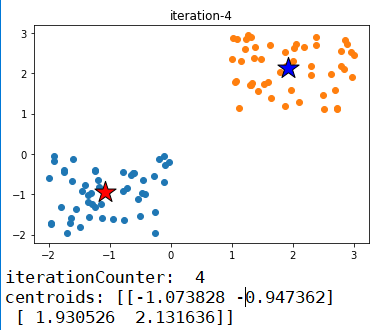 iteration-4
3
2
1
0
−1
−2
−2 −1 0 1 2 3
iterationCounter:  4
centroids: [[-1.073828 -0.947362]
 [ 1.930526  2.131636]]